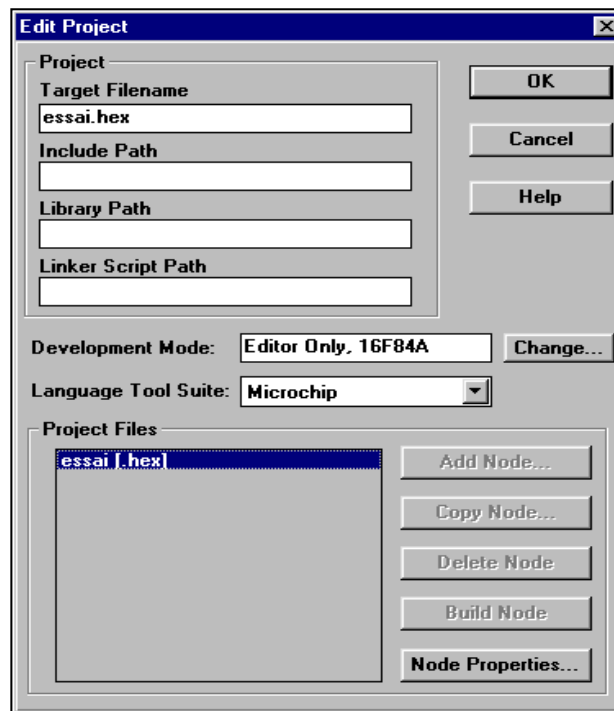 Edit Project
Project
Target Filename
essai.hex
Include Path
Library Path
Linker Script Path
OK
Cancel
Help
Development Mode: Editor Only, 16F84A Change...
Language Tool Suite: Microchip
Project Files
essai [.hex]
Add Node...
Copy Node...
Delete Node
Build Node
Node Properties...